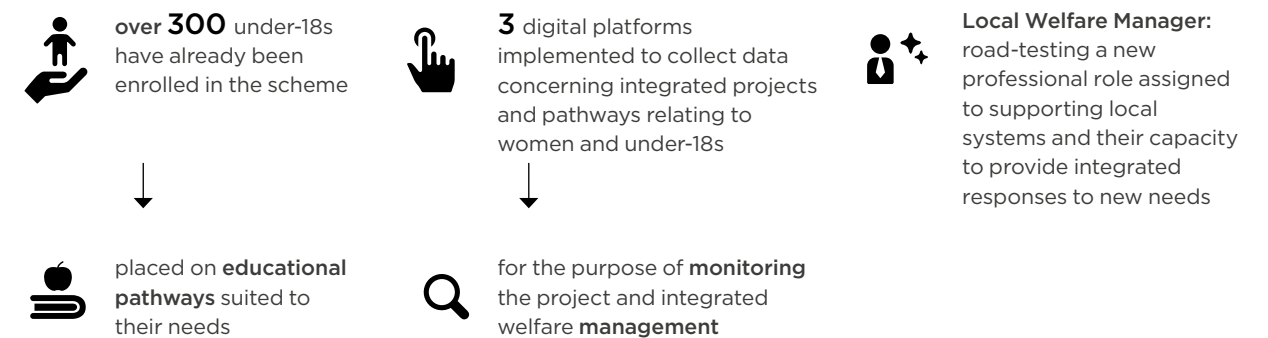 over 300 under-18s
have already been
enrolled in the scheme
placed on educational
pathways suited to
their needs
3 digital platforms
implemented to collect data
concerning integrated projects
and pathways relating to
women and under-18s
for the purpose of monitoring
the project and integrated
welfare management
Local Welfare Manager:
road-testing a new
professional role assigned
to supporting local
systems and their capacity
to provide integrated
responses to new needs